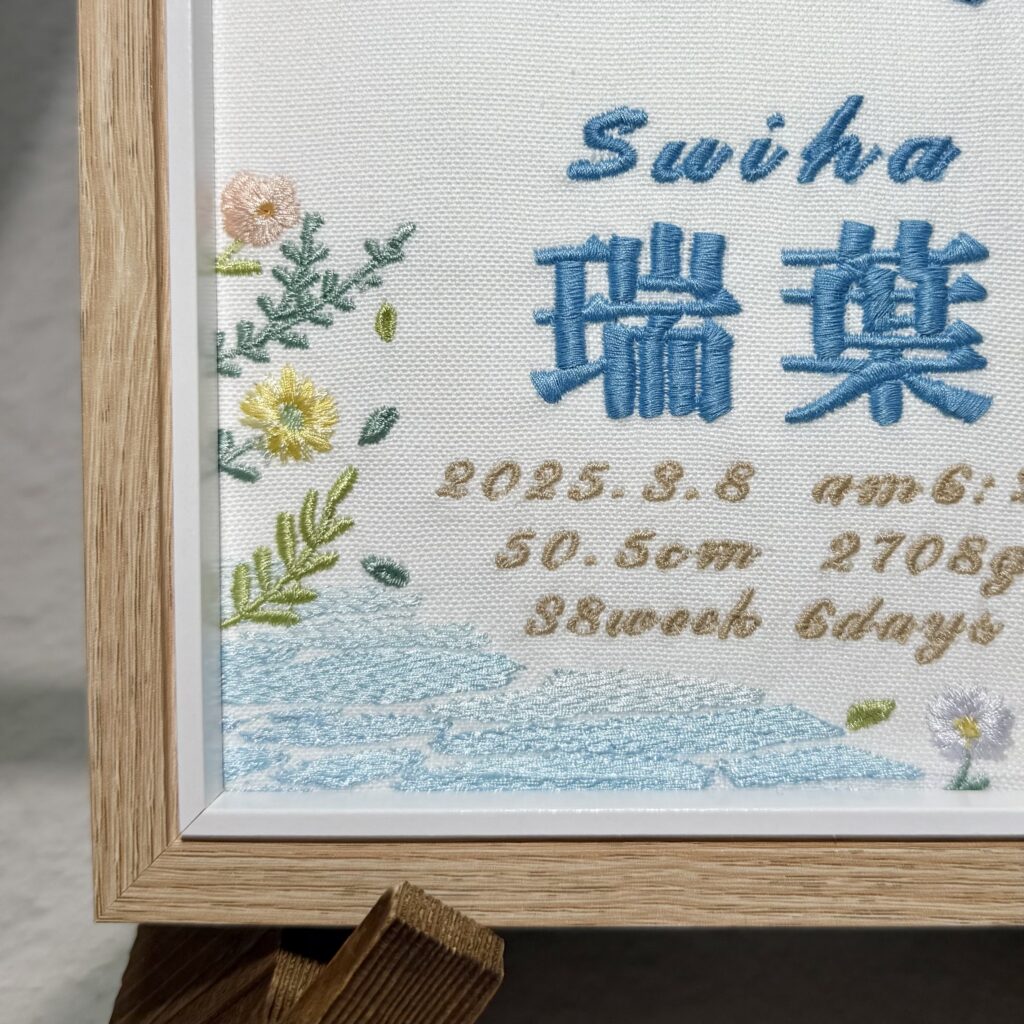 Swiha
瑞葉
2025.3.8 am6:
50.5cm 2708g
38week 6days